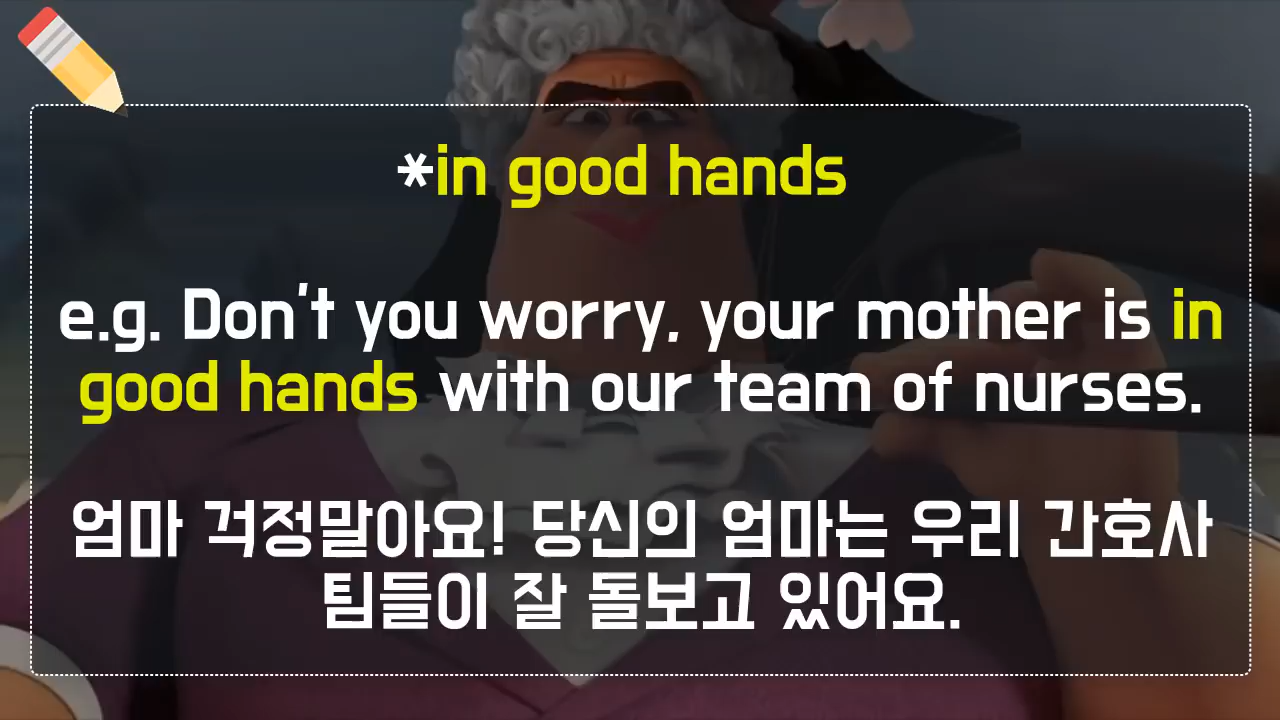 *in good hands
e.g. Don't you worry, your mother is in
good hands with our team of nurses.
엄마 걱정말아요! 당신의 엄마는 우리 간호사
팀들이 잘 돌보고 있어요.